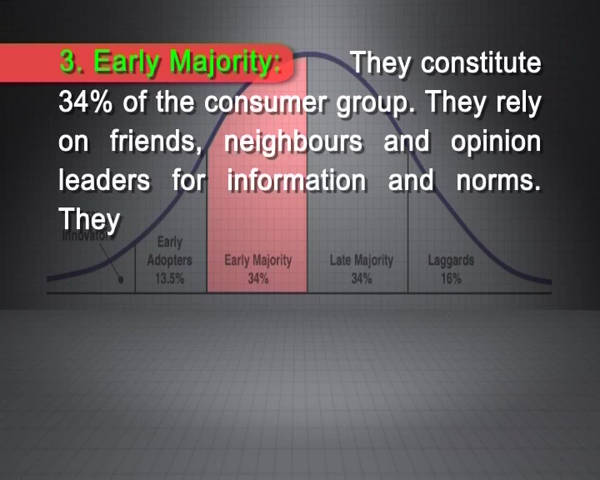 3. Early Majority: They constitute
34% of the consumer group. They rely
on friends, neighbours and opinion
leaders for information and norms.
They
Innovators
Early
Adopters
13.5%
Early Majority
34%
Late Majority
34%
Laggards
16%